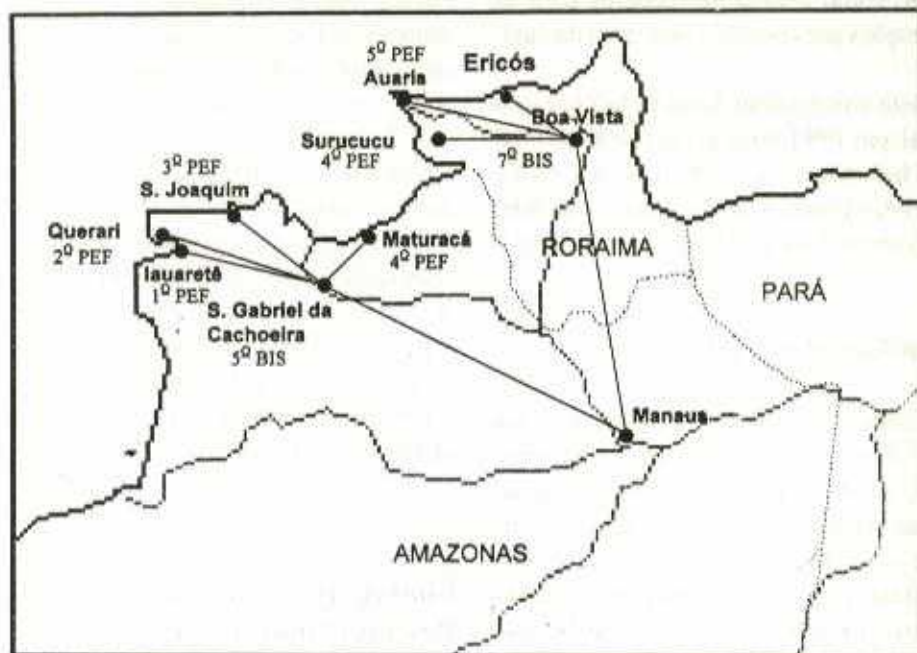 5º PEF
Auaris
Ericós
Boa Vista
Surucucu
4º PEF
7º BIS
3º PEF
S. Joaquim
Querari
2º PEF
Iauaretê
1º PEF
Maturacá
4º PEF
S. Gabriel da
Cachoeira
5º BIS
RORAIMA
PARÁ
Manaus
AMAZONAS